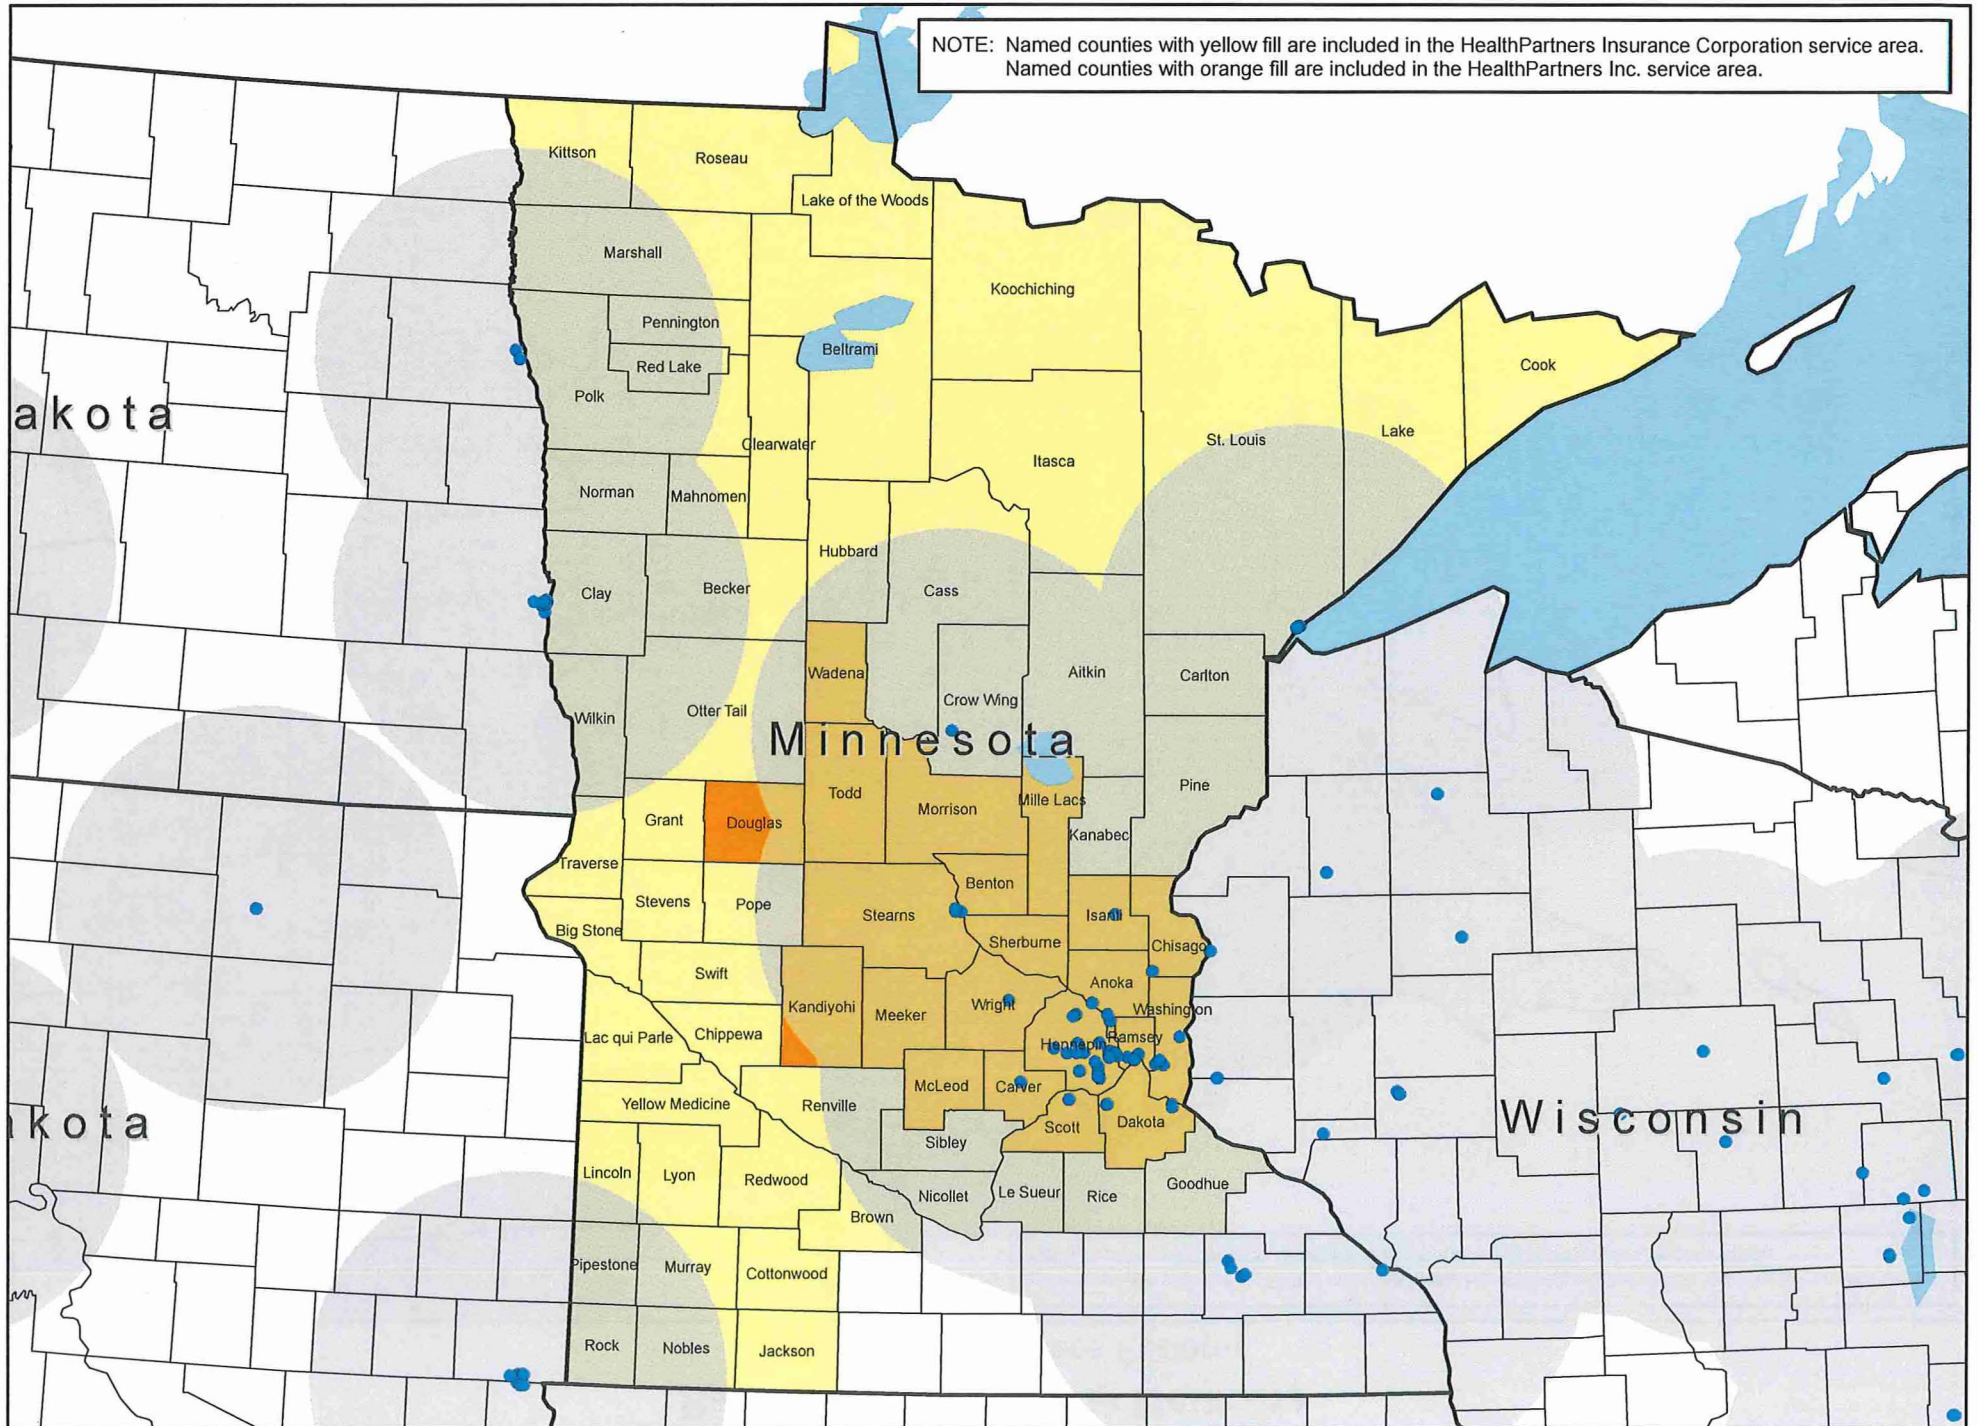 NOTE: Named counties with yellow fill are included in the HealthPartners Insurance Corporation service area.
Named counties with orange fill are included in the HealthPartners Inc. service area.
Kittson
Roseau
Lake of the Woods
Marshall
Koochiching
Pennington
Beltrami
Red Lake
Cook
Polk
akota
Lake
St. Louis
Clearwater
Itasca
Norman
Mahnomen
Hubbard
Clay
Becker
Cass
Wadena
Aitkin
Carlton
Crow Wing
Wilkin
Otter Tail
Minnesota
Pine
Todd
Mille Lacs
Morrison
Grant
Douglas
Kanabec
Traverse
Benton
Stevens
Pope
Stearns
Isanti
Big Stone
Sherburne
Chisago
Swift
Anoka
Kandiyohi
Wright
Washington
Meeker
Lac qui Parle
Chippewa
Hennepin
Ramsey
McLeod
Carver
Yellow Medicine
Renville
akota
Wisconsin
Scott
Dakota
Sibley
Lincoln
Lyon
Redwood
Nicollet
Le Sueur
Rice
Goodhue
Brown
Pipestone
Murray
Cottonwood
Rock
Nobles
Jackson